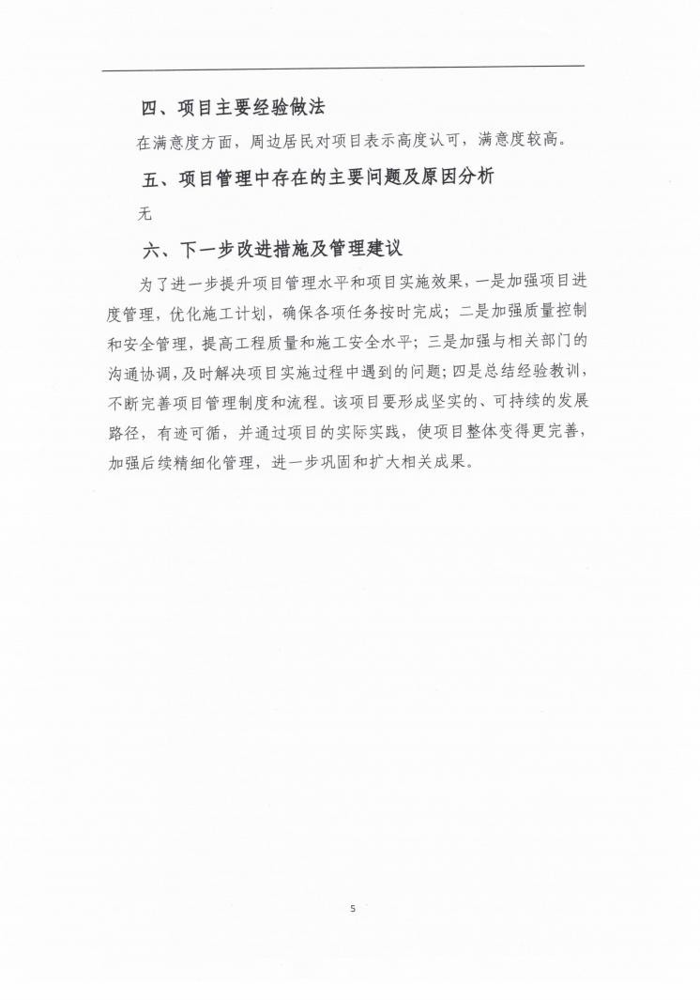 四、项目主要经验做法
在满意度方面，周边居民对项目表示高度认可，满意度较高。
五、项目管理中存在的主要问题及原因分析
无
六、下一步改进措施及管理建议
为了进一步提升项目管理水平和项目实施效果，一是加强项目进
度管理，优化施工计划，确保各项任务按时完成；二是加强质量控制
和安全管理，提高工程质量和施工安全水平；三是加强与相关部门的
沟通协调，及时解决项目实施过程中遇到的问题；四是总结经验教训，
不断完善项目管理制度和流程。该项目要形成坚实的、可持续的发展
路径，有迹可循，并通过项目的实际实践，使项目整体变得更完善，
加强后续精细化管理，进一步巩固和扩大相关成果。
5